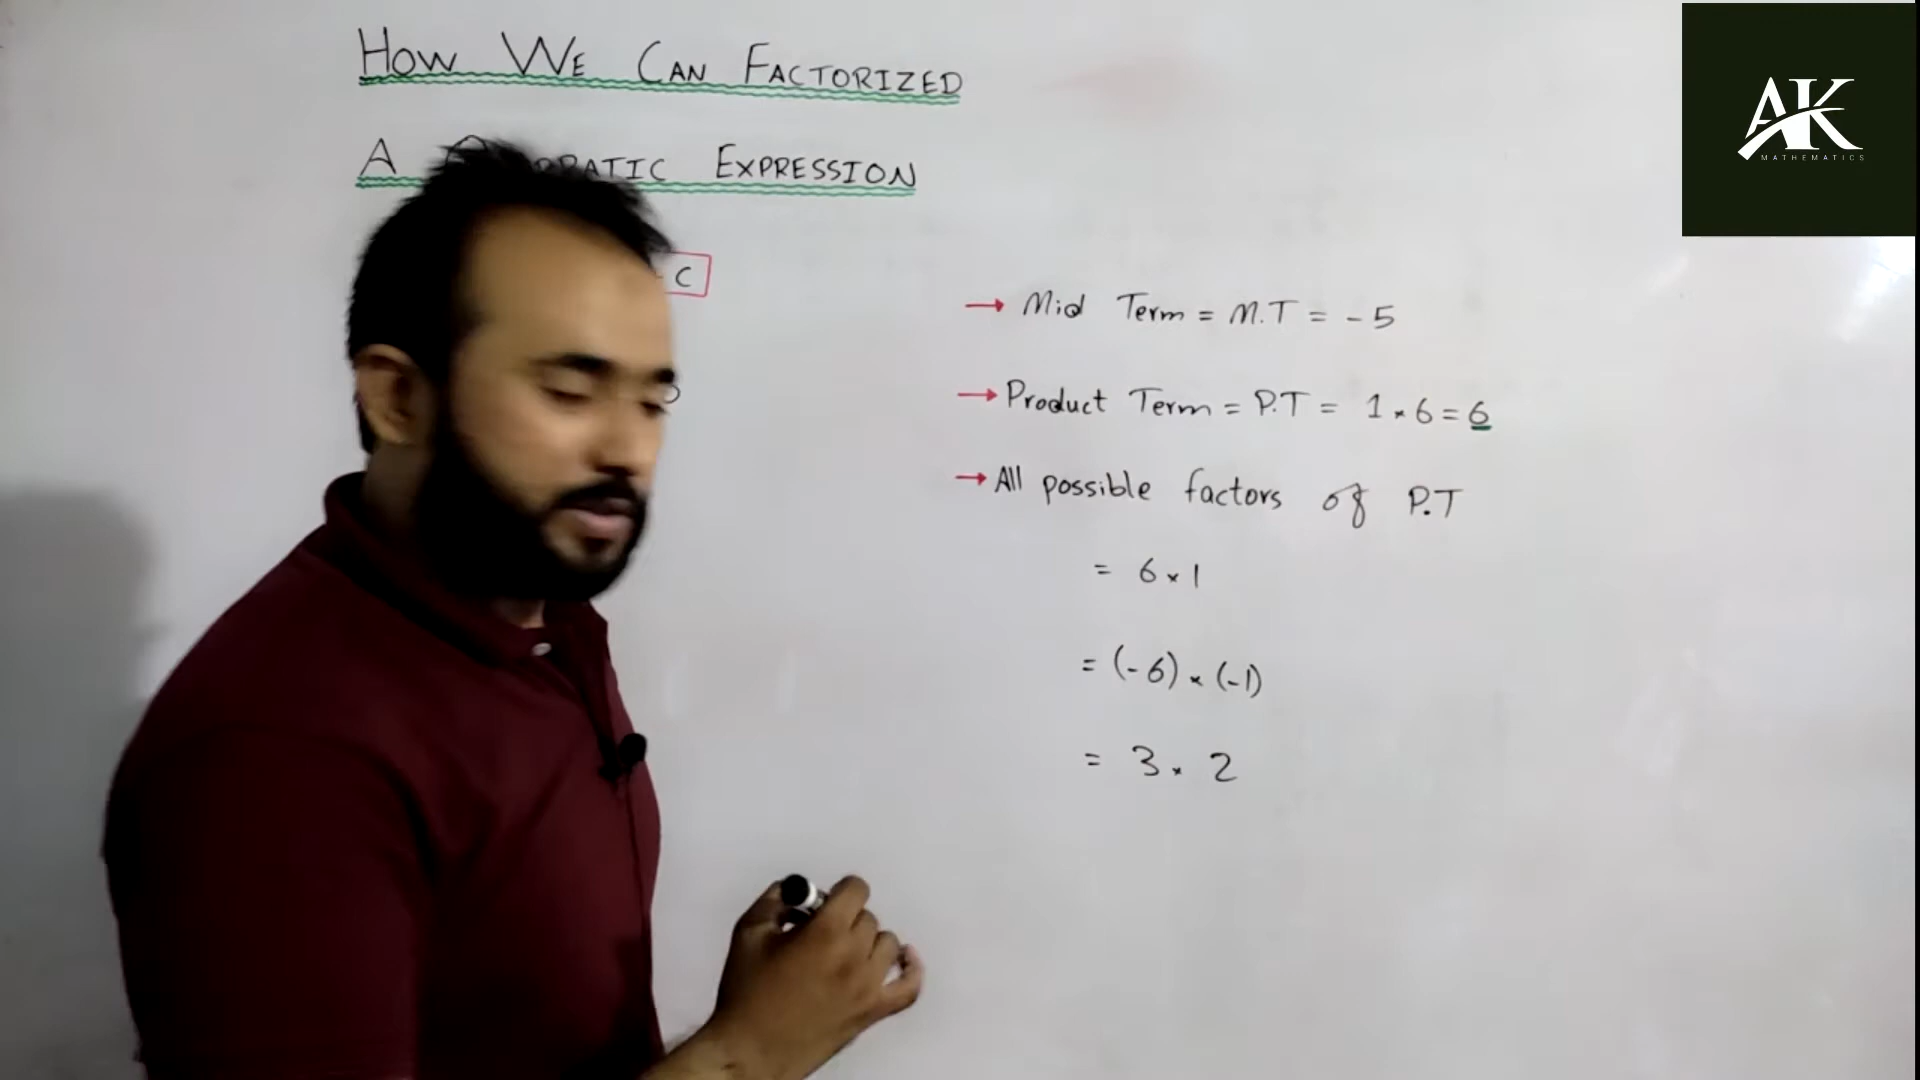 HOW WE CAN FACTORIZED
A EXPRESSION
C
→ Mid Term = M.T = -5
→ Product Term = P.T = 1 × 6 = 6
→ All possible factors of P.T
= 6 × 1
= (-6) × (-1)
= 3 × 2
AK
MATHEMATICS